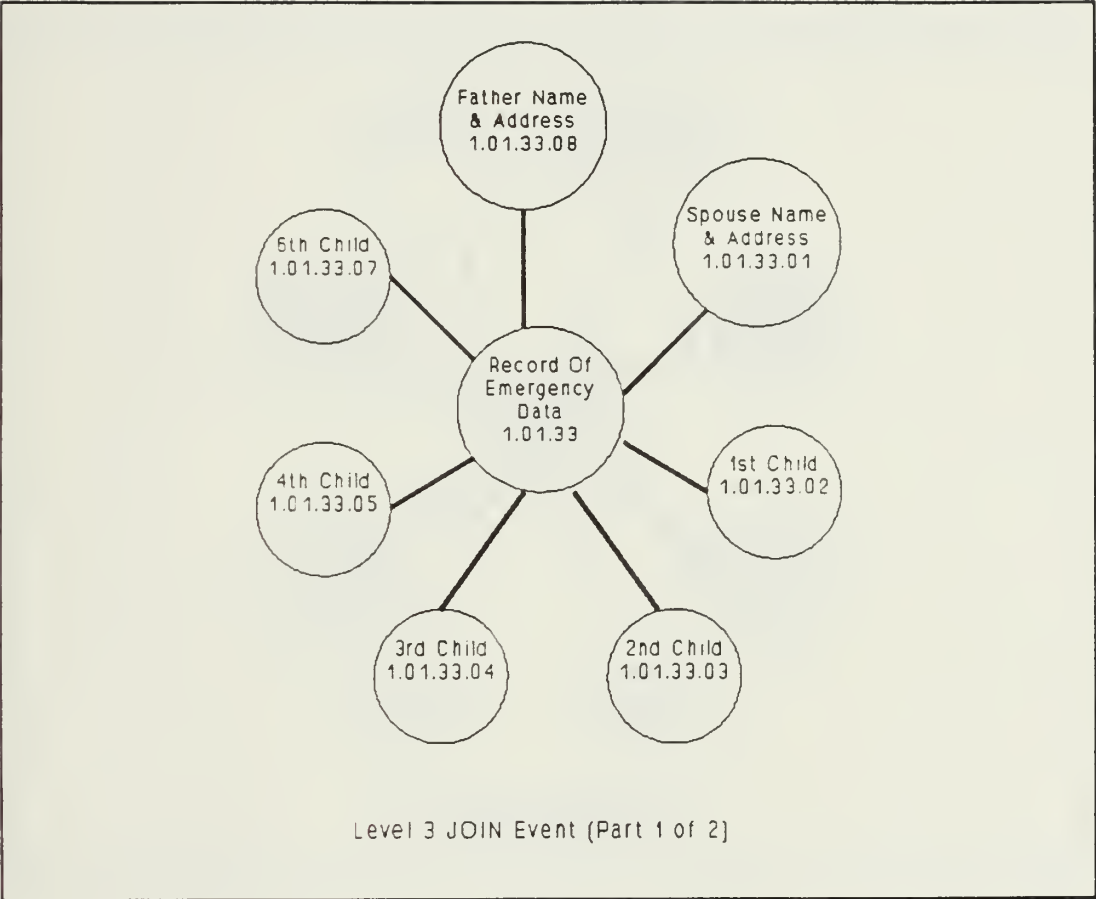 Father Name
& Address
1.01.33.08
Spouse Name
& Address
1.01.33.01
6th Child
1.01.33.07
Record Of
Emergency
Data
1.01.33
1st Child
1.01.33.02
4th Child
1.01.33.05
3rd Child
1.01.33.04
2nd Child
1.01.33.03
Level 3 JOIN Event (Part 1 of 2)